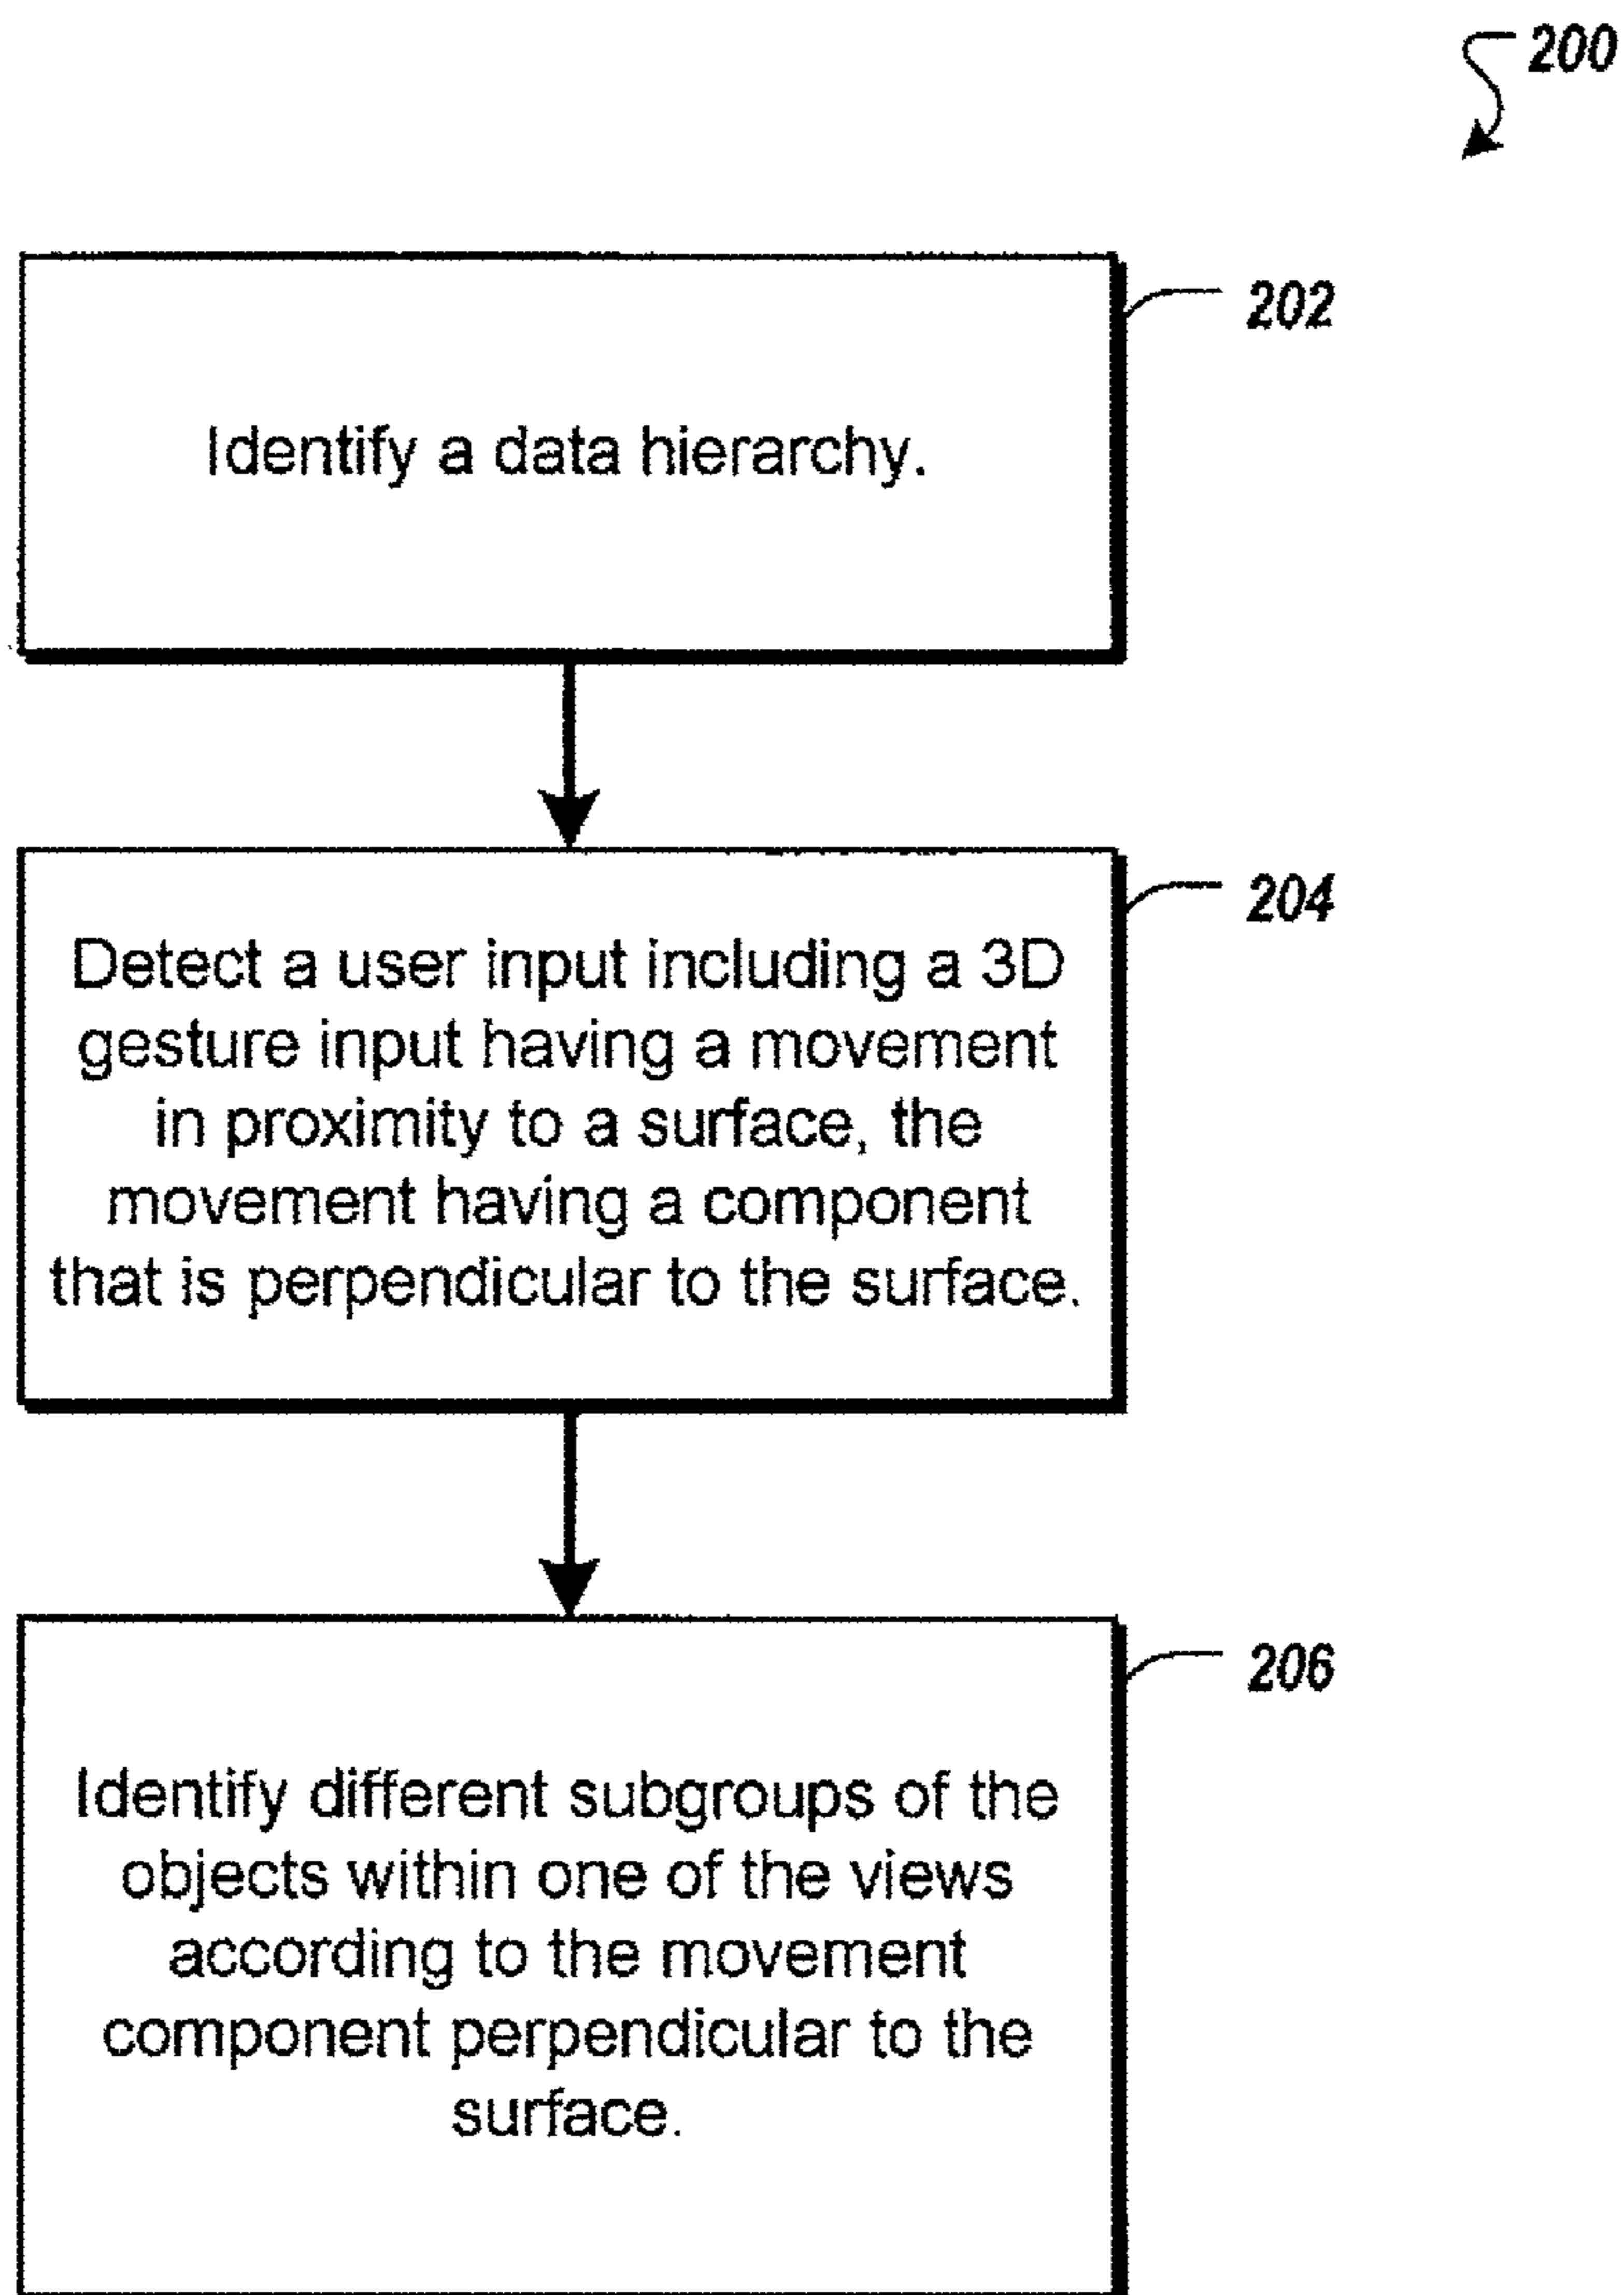 200
202
Identify a data hierarchy.
204
Detect a user input including a 3D
gesture input having a movement
in proximity to a surface, the
movement having a component
that is perpendicular to the surface.
206
Identify different subgroups of the
objects within one of the views
according to the movement
component perpendicular to the
surface.